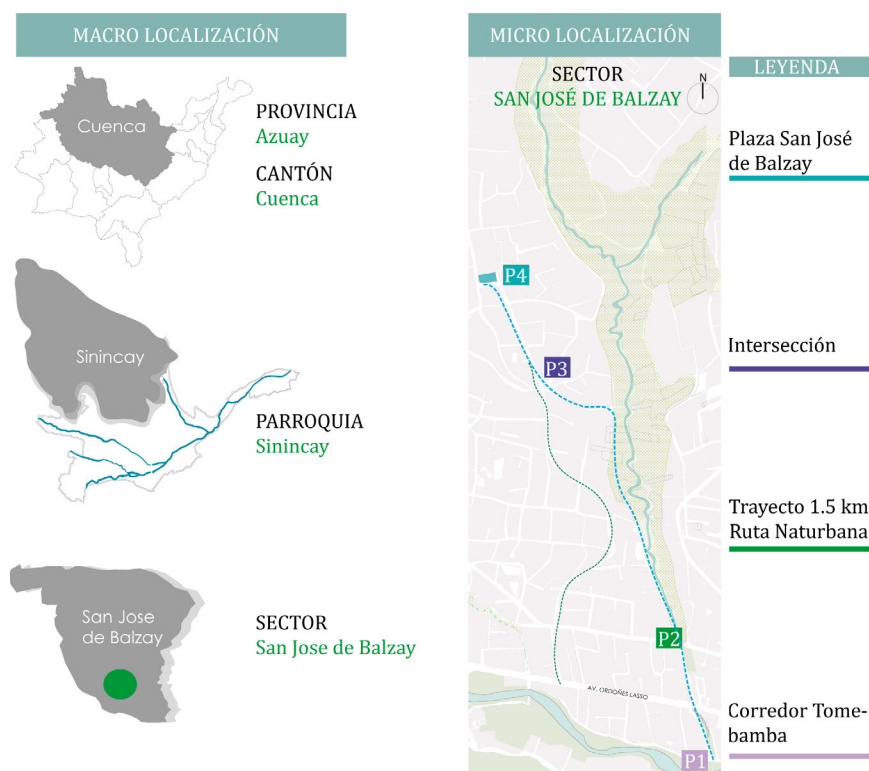 MACRO LOCALIZACIÓN
Cuenca
PROVINCIA
Azuay
CANTÓN
Cuenca
Sinincay
PARROQUIA
Sinincay
San Jose
de Balzay
SECTOR
San Jose de Balzay
MICRO LOCALIZACIÓN
SECTOR
SAN JOSÉ DE BALZAY
N
P4
P3
P2
AV. ORDOÑES LASSO
P1
LEYENDA
Plaza San José
de Balzay
Intersección
Trayecto 1.5 km
Ruta Naturbana
Corredor Tome-
bamba